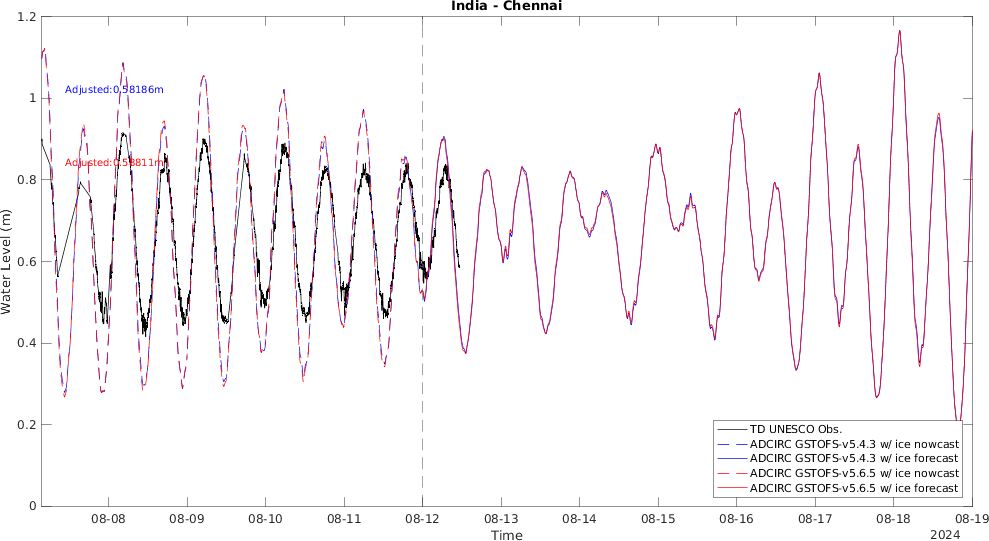 India - Chennai
1.2
1
0.8
0.6
0.4
0.2
0
Water Level (m)
Adjusted:0.58186m
Adjusted:0.58811m
TD UNESCO Obs.
ADCIRC GSTOFS-v5.4.3 w/ ice nowcast
ADCIRC GSTOFS-v5.4.3 w/ ice forecast
ADCIRC GSTOFS-v5.6.5 w/ ice nowcast
ADCIRC GSTOFS-v5.6.5 w/ ice forecast
08-08 08-09 08-10 08-11 08-12 08-13 08-14 08-15 08-16 08-17 08-18 08-19
Time
2024